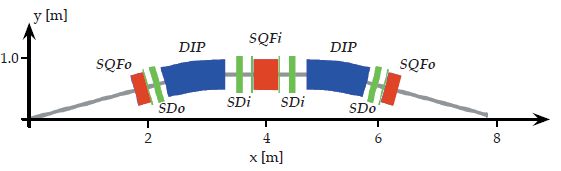 y [m]
SQFi
DIP
DIP
1.0
SQFo
SQFo
SDo
SDi
SDi
SDo
2
4
6
8
x [m]